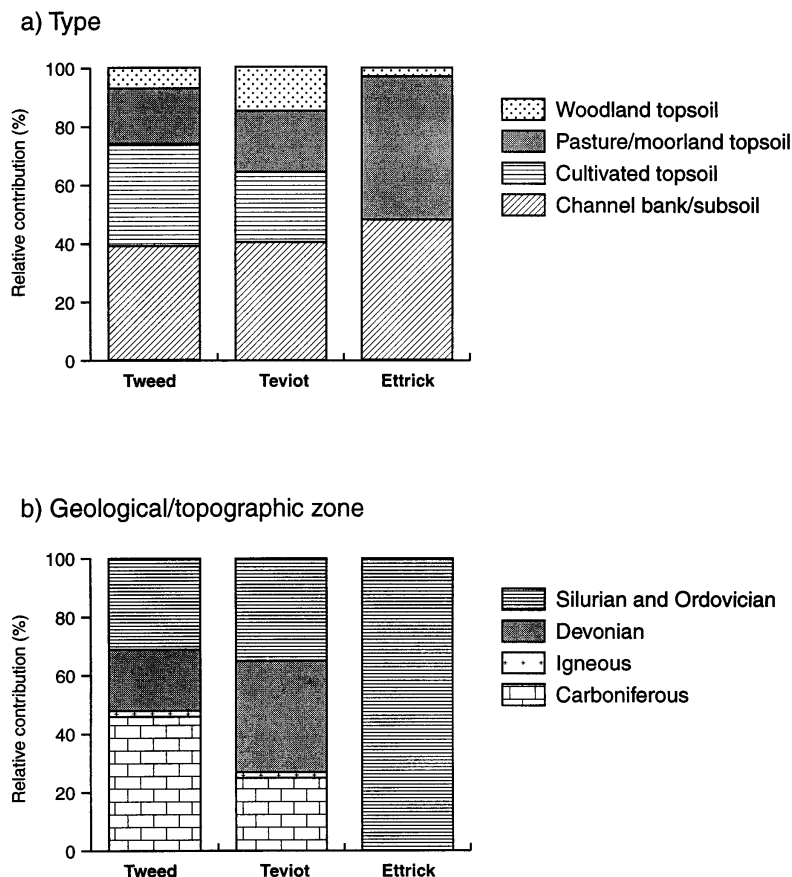 a) Type
100
80
60
40
20
0
Relative contribution (%)
Tweed Teviot Ettrick
Woodland topsoil
Pasture/moorland topsoil
Cultivated topsoil
Channel bank/subsoil
b) Geological/topographic zone
100
80
60
40
20
0
Relative contribution (%)
Tweed Teviot Ettrick
Silurian and Ordovician
Devonian
Igneous
Carboniferous